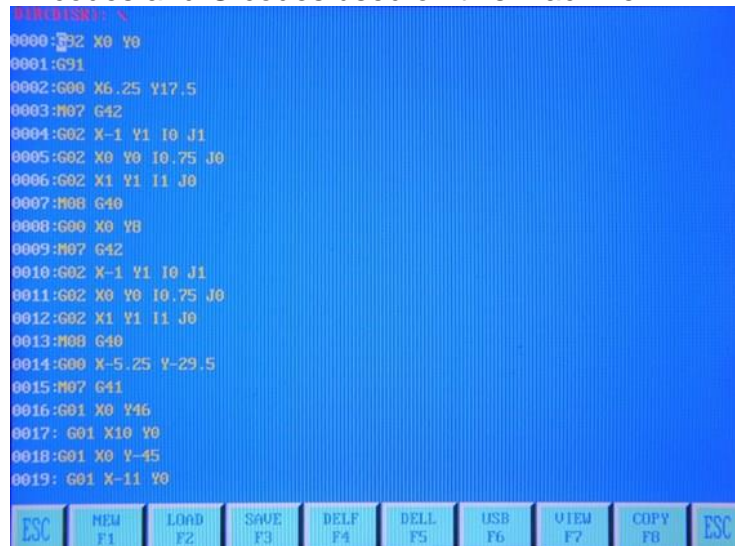 0000:G92 X0 Y0
0001:G91
0002:G00 X6.25 Y17.5
0003:M07 G42
0004:G02 X-1 Y1 I0 J1
0005:G02 X0 Y0 I0.75 J0
0006:G02 X1 Y1 I1 J0
0007:M08 G40
0008:G00 X0 Y8
0009:M07 G42
0010:G02 X-1 Y1 I0 J1
0011:G02 X0 Y0 I0.75 J0
0012:G02 X1 Y1 I1 J0
0013:M08 G40
0014:G00 X-5.25 Y-29.5
0015:M07 G41
0016:G01 X0 Y46
0017: G01 X10 Y0
0018:G01 X0 Y-45
0019: G01 X-11 Y0
ESC NEW LOAD SAVE DELF DELL USB VIEW COPY ESC
F1 F2 F3 F4 F5 F6 F7 F8